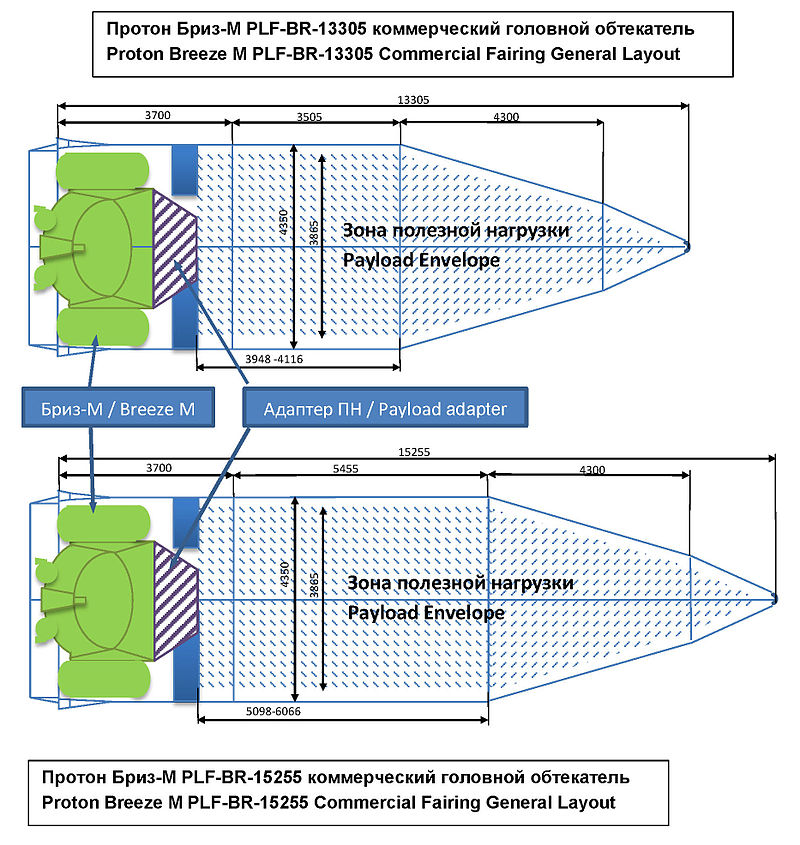 Протон Бриз-М PLF-BR-13305 коммерческий головной обтекатель
Proton Breeze M PLF-BR-13305 Commercial Fairing General Layout
13305
3700
3505
4300
4350
3865
Зона полезной нагрузки
Payload Envelope
3948 -4116
Бриз-М / Breeze M
Адаптер ПН / Payload adapter
15255
3700
5455
4300
4350
3865
Зона полезной нагрузки
Payload Envelope
5098-6066
Протон Бриз-М PLF-BR-15255 коммерческий головной обтекатель
Proton Breeze M PLF-BR-15255 Commercial Fairing General Layout